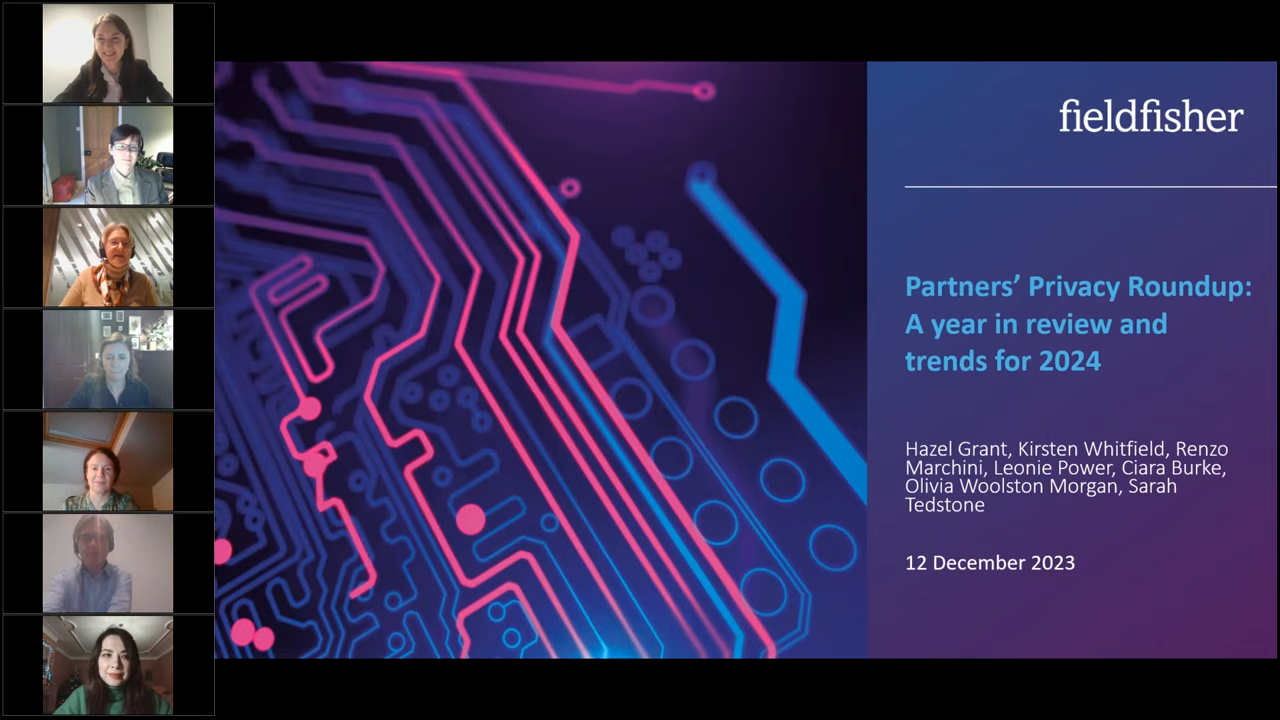 fieldfisher
Partners’ Privacy Roundup:
A year in review and
trends for 2024
Hazel Grant, Kirsten Whitfield, Renzo
Marchini, Leonie Power, Ciara Burke,
Olivia Woolston Morgan, Sarah
Tedstone
12 December 2023